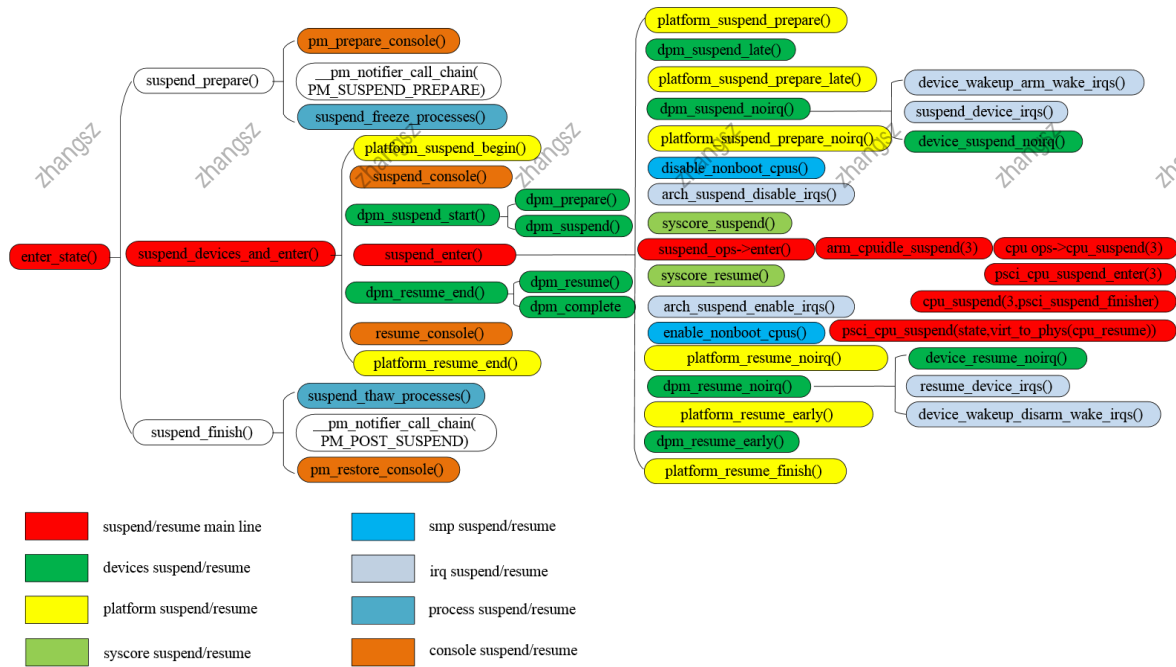 enter_state()
suspend_prepare()
pm_prepare_console()
__pm_notifier_call_chain(
PM_SUSPEND_PREPARE)
suspend_freeze_processes()
suspend_devices_and_enter()
platform_suspend_begin()
suspend_console()
dpm_suspend_start()
dpm_prepare()
dpm_suspend()
suspend_enter()
platform_suspend_prepare()
dpm_suspend_late()
platform_suspend_prepare_late()
dpm_suspend_noirq()
device_wakeup_arm_wake_irqs()
suspend_device_irqs()
device_suspend_noirq()
platform_suspend_prepare_noirq()
disable_nonboot_cpus()
arch_suspend_disable_irqs()
syscore_suspend()
suspend_ops->enter()
arm_cpuidle_suspend(3)
cpu ops->cpu_suspend(3)
psci_cpu_suspend_enter(3)
cpu_suspend(3,psci_suspend_finisher)
psci_cpu_suspend(state,virt_to_phys(cpu_resume))
syscore_resume()
arch_suspend_enable_irqs()
enable_nonboot_cpus()
platform_resume_noirq()
dpm_resume_noirq()
device_resume_noirq()
resume_device_irqs()
device_wakeup_disarm_wake_irqs()
platform_resume_early()
dpm_resume_early()
platform_resume_finish()
dpm_resume_end()
dpm_resume()
dpm_complete
resume_console()
platform_resume_end()
suspend_finish()
suspend_thaw_processes()
__pm_notifier_call_chain(
PM_POST_SUSPEND)
pm_restore_console()
suspend/resume main line
smp suspend/resume
devices suspend/resume
irq suspend/resume
platform suspend/resume
process suspend/resume
syscore suspend/resume
console suspend/resume
zhangsz
zhangsz
zhangsz
zhangsz
zhangsz
zhangsz
zhangsz